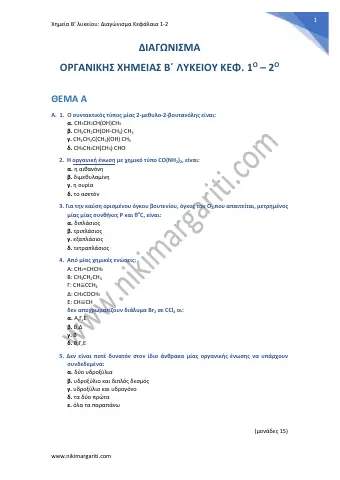 Χημεία Β' λυκείου: Διαγώνισμα Κεφάλαια 1-2
1
ΔΙΑΓΩΝΙΣΜΑ
ΟΡΓΑΝΙΚΗΣ ΧΗΜΕΙΑΣ Β΄ ΛΥΚΕΙΟΥ ΚΕΦ. 1Ο – 2Ο
ΘΕΜΑ Α
Α. 1. Ο συντακτικός τύπος μίας 2-μεθυλο-2-βουτανόλης είναι:
α. CH3CH2CH(OH)CH3
β. CH3CH2CH(OH-CH3) CH3
γ. CH3CH2C(CH3)(OH) CH3
δ. CH3CH2CH(CH3) CHO
2. Η οργανική ένωση με χημικό τύπο CO(NH2)2, είναι:
α. η αιθανόνη
β. διμεθυλαμίνη
γ. η ουρία
δ. το ασετόν
3. Για την καύση ορισμένου όγκου βουτενίου, όγκος του O2 που απαιτείται, μετρημένος
μίας μίας συνθήκες P και θ°C, είναι:
α. διπλάσιος
β. τριπλάσιος
γ. εξαπλάσιος
δ. τετραπλάσιος
4. Από μίας χημικές ενώσεις:
Α: CH2=CHCH3
Β: CH3CH2CH3
Γ: CH≡CCH3
Δ: CH3COCH3
Ε: CH≡CH
δεν αποχρωματίζουν διάλυμα Br2 σε CCl4 οι:
α. Α,Γ,Ε
β. Β,Δ
γ. Β
δ. Β,Γ,Ε
5. Δεν είναι ποτέ δυνατόν στον ίδιο άνθρακα μίας οργανικής ένωσης να υπάρχουν
συνδεδεμένα:
α. δύο υδροξύλια
β. υδροξύλιο και διπλός δεσμός
γ. υδροξύλιο και υδρογόνο
δ. τα δύο πρώτα
ε. όλα τα παραπάνω
(μονάδες 15)
www.nikimargariti.com
www.nikimargariti.com